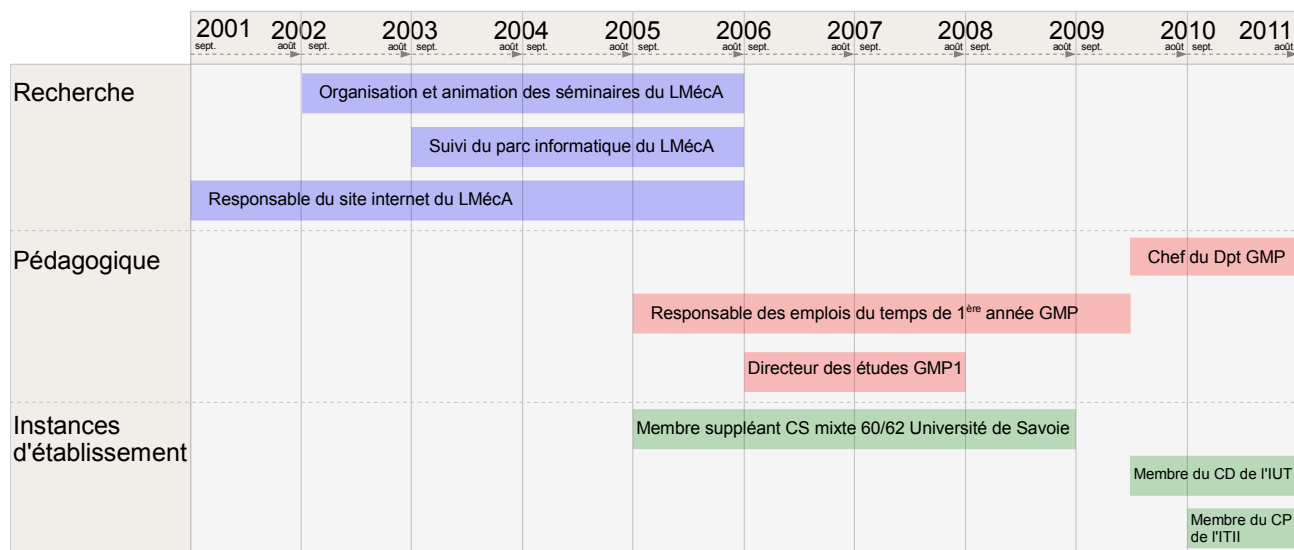 2001 2002 2003 2004 2005 2006 2007 2008 2009 2010 2011
sept. août sept. août sept. août sept. août sept. août sept. août sept. août sept. août sept. août sept. août
Recherche
Organisation et animation des séminaires du LMécA
Suivi du parc informatique du LMécA
Responsable du site internet du LMécA
Pédagogique
Chef du Dpt GMP
Responsable des emplois du temps de 1ère année GMP
Directeur des études GMP1
Instances
d'établissement
Membre suppléant CS mixte 60/62 Université de Savoie
Membre du CD de l'IUT
Membre du CP
de l'ITII